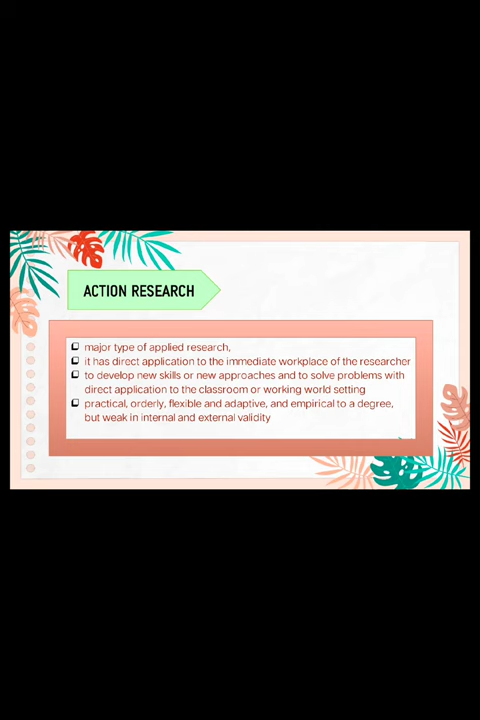 ACTION RESEARCH
❑ major type of applied research,
❑ it has direct application to the immediate workplace of the researcher
❑ to develop new skills or new approaches and to solve problems with
direct application to the classroom or working world setting
❑ practical, orderly, flexible and adaptive, and empirical to a degree,
but weak in internal and external validity